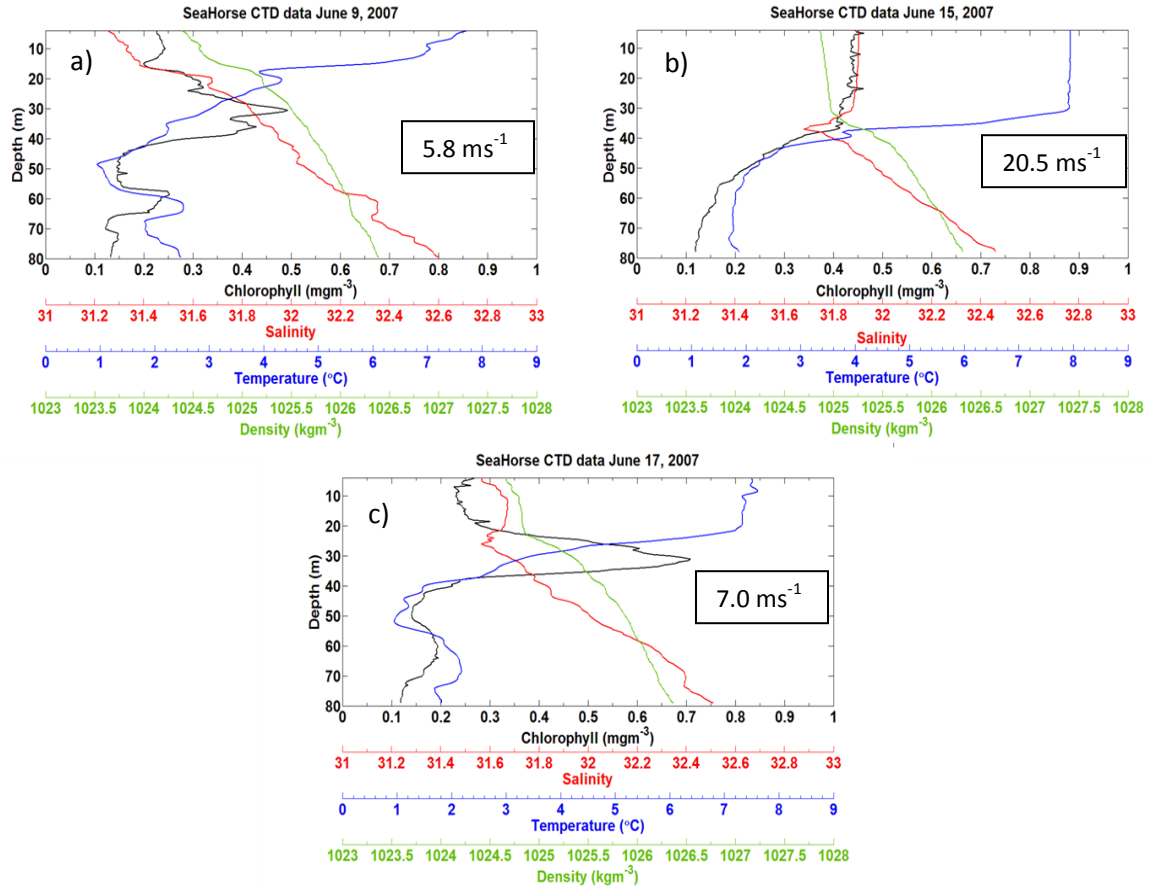 SeaHorse CTD data June 9, 2007
a)
5.8 ms-1
Depth (m)
10
20
30
40
50
60
70
80
0 0.1 0.2 0.3 0.4 0.5 0.6 0.7 0.8 0.9 1
Chlorophyll (mgm-3)
31 31.2 31.4 31.6 31.8 32 32.2 32.4 32.6 32.8 33
Salinity
0 1 2 3 4 5 6 7 8 9
Temperature (°C)
1023 1023.5 1024 1024.5 1025 1025.5 1026 1026.5 1027 1027.5 1028
Density (kgm-3)
SeaHorse CTD data June 15, 2007
b)
20.5 ms-1
Depth (m)
10
20
30
40
50
60
70
80
0 0.1 0.2 0.3 0.4 0.5 0.6 0.7 0.8 0.9 1
Chlorophyll (mgm-3)
31 31.2 31.4 31.6 31.8 32 32.2 32.4 32.6 32.8 33
Salinity
0 1 2 3 4 5 6 7 8 9
Temperature (°C)
1023 1023.5 1024 1024.5 1025 1025.5 1026 1026.5 1027 1027.5 1028
Density (kgm-3)
SeaHorse CTD data June 17, 2007
c)
7.0 ms-1
Depth (m)
10
20
30
40
50
60
70
80
0 0.1 0.2 0.3 0.4 0.5 0.6 0.7 0.8 0.9 1
Chlorophyll (mgm-3)
31 31.2 31.4 31.6 31.8 32 32.2 32.4 32.6 32.8 33
Salinity
0 1 2 3 4 5 6 7 8 9
Temperature (°C)
1023 1023.5 1024 1024.5 1025 1025.5 1026 1026.5 1027 1027.5 1028
Density (kgm-3)